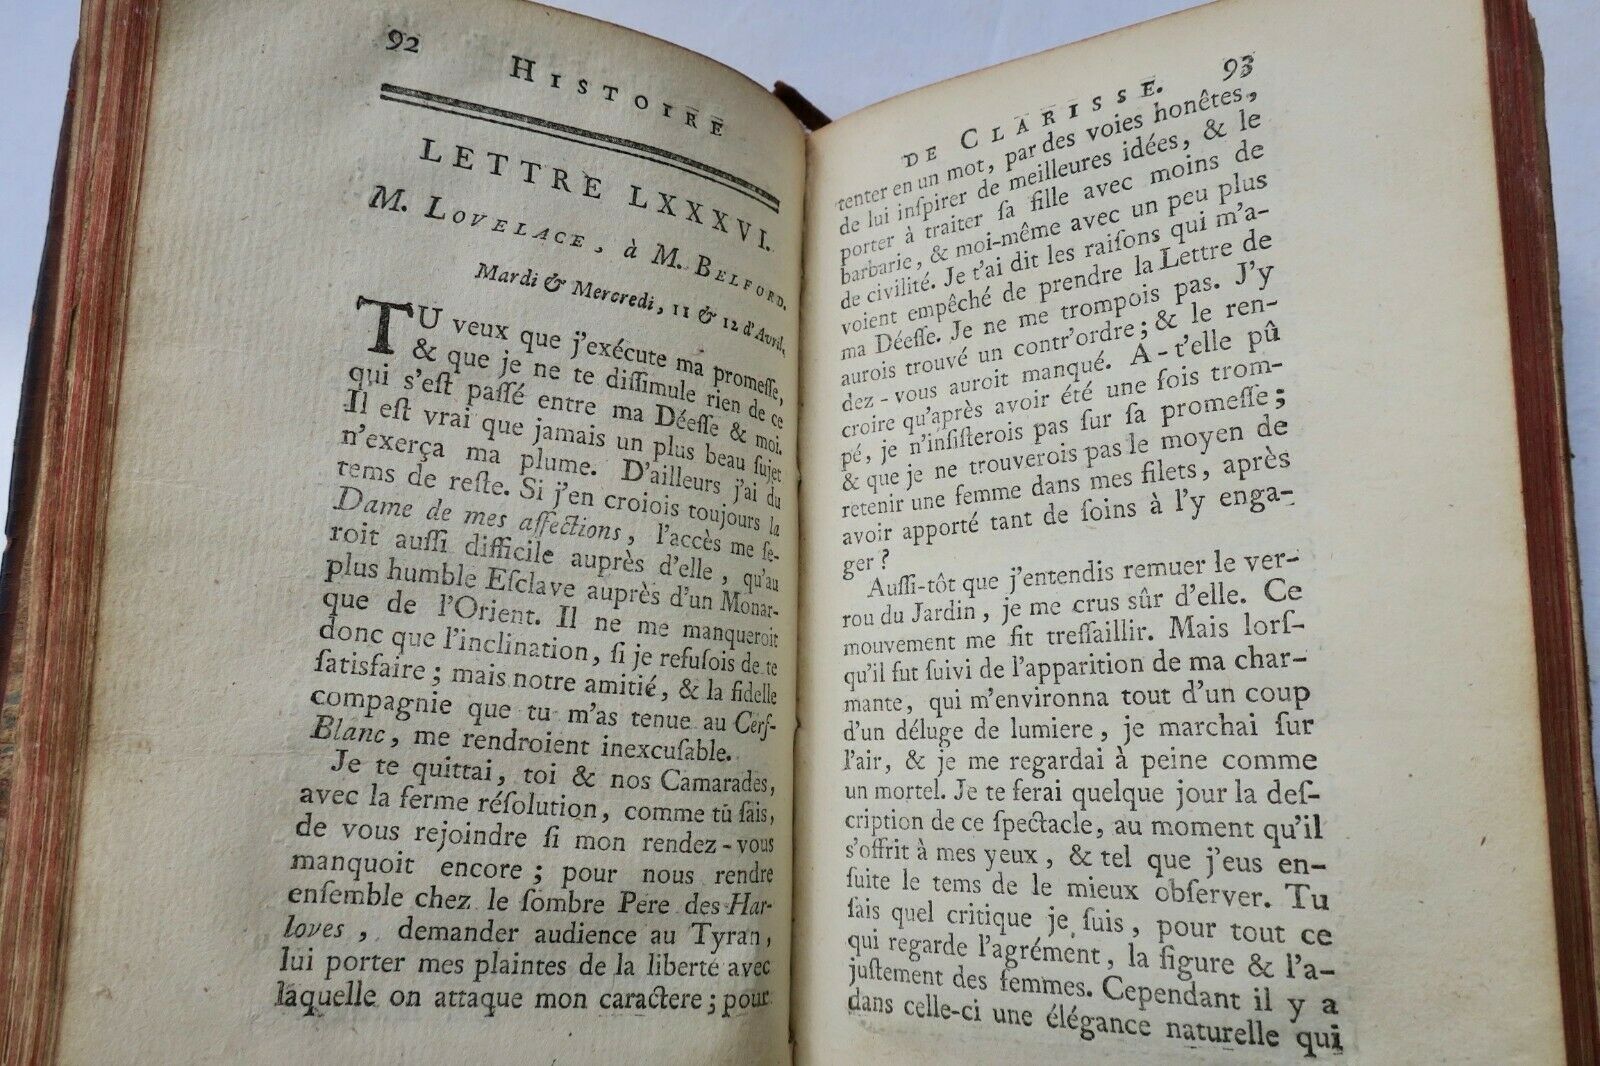 92
HISTOIRE
LETTRE LXXXVI.
M. LOVELACE, à M. BELFORD.
Mardi & Mercredi, 11 & 12 d'Avril.
TU veux que j'exécute ma promeſſe,
& que je ne te diſſimule rien de ce
qui s'eſt paſſé entre ma Déeſſe & moi.
Il eſt vrai que jamais un plus beau ſujet
n'exerça ma plume. D'ailleurs j'ai du
tems de reſte. Si j'en croiois toujours la
Dame de mes affections, l'accès me ſe-
roit auſſi difficile auprès d'elle, qu'au
plus humble Eſclave auprès d'un Monar-
que de l'Orient. Il ne me manqueroit
donc que l'inclination, ſi je refuſois de te
ſatisfaire; mais notre amitié, & la fidelle
compagnie que tu m'as tenue au Cerf-
Blanc, me rendroient inexcuſable.
Je te quittai, toi & nos Camarades,
avec la ferme réſolution, comme tû ſais,
de vous rejoindre ſi mon rendez-vous
manquoit encore; pour nous rendre
enſemble chez le ſombre Pere des Har-
loves, demander audience au Tyran,
lui porter mes plaintes de la liberté avec
laquelle on attaque mon caractere; pour
93
DE CLARISSE.
tenter en un mot, par des voies honêtes,
de lui inſpirer de meilleures idées, & le
porter à traiter ſa fille avec moins de
barbarie, & moi-même avec un peu plus
de civilité. Je t'ai dit les raiſons qui m'a-
voient empêché de prendre la Lettre de
ma Déeſſe. Je ne me trompois pas. J'y
aurois trouvé un contr'ordre; & le ren-
dez-vous auroit manqué. A-t'elle pû
croire qu'après avoir été une fois trom-
pé, je n'inſiſterois pas ſur ſa promeſſe;
& que je ne trouverois pas le moyen de
retenir une femme dans mes filets, après
avoir apporté tant de ſoins à l'y enga-
ger?
Auſſi-tôt que j'entendis remuer le ver-
rou du Jardin, je me crus sûr d'elle. Ce
mouvement me fit treſſaillir. Mais lorſ-
qu'il fut ſuivi de l'apparition de ma char-
mante, qui m'environna tout d'un coup
d'un déluge de lumiere, je marchai ſur
l'air, & je me regardai à peine comme
un mortel. Je te ferai quelque jour la deſ-
cription de ce ſpectacle, au moment qu'il
s'offrit à mes yeux, & tel que j'eus en-
ſuite le tems de le mieux obſerver. Tu
ſais quel critique je ſuis, pour tout ce
qui regarde l'agrément, la figure & l'a-
juſtement des femmes. Cependant il y a
dans celle-ci une élégance naturelle qui